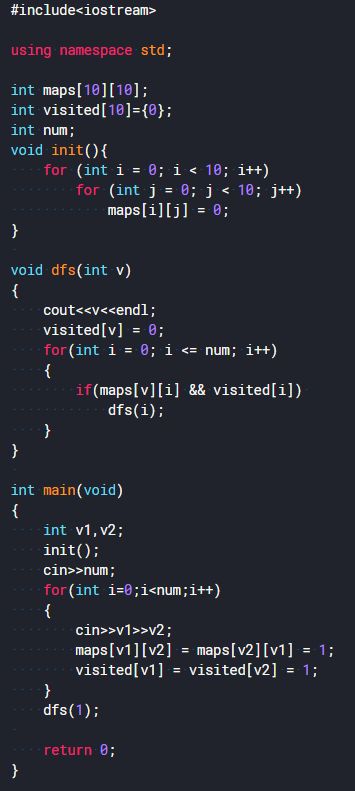 #include<iostream>

using namespace std;

int maps[10][10];
int visited[10]={0};
int num;
void init(){
    for (int i = 0; i < 10; i++)
        for (int j = 0; j < 10; j++)
            maps[i][j] = 0;
}

void dfs(int v)
{
    cout<<v<<endl;
    visited[v] = 0;
    for(int i = 0; i <= num; i++)
    {
        if(maps[v][i] && visited[i])
            dfs(i);
    }
}

int main(void)
{
    int v1,v2;
    init();
    cin>>num;
    for(int i=0;i<num;i++)
    {
        cin>>v1>>v2;
        maps[v1][v2] = maps[v2][v1] = 1;
        visited[v1] = visited[v2] = 1;
    }
    dfs(1);

    return 0;
}